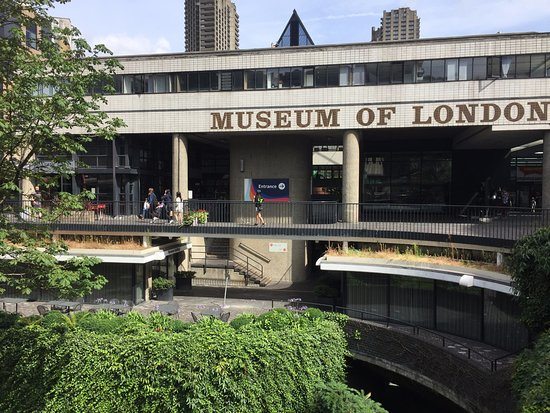 MUSEUM OF LONDON
Entrance →